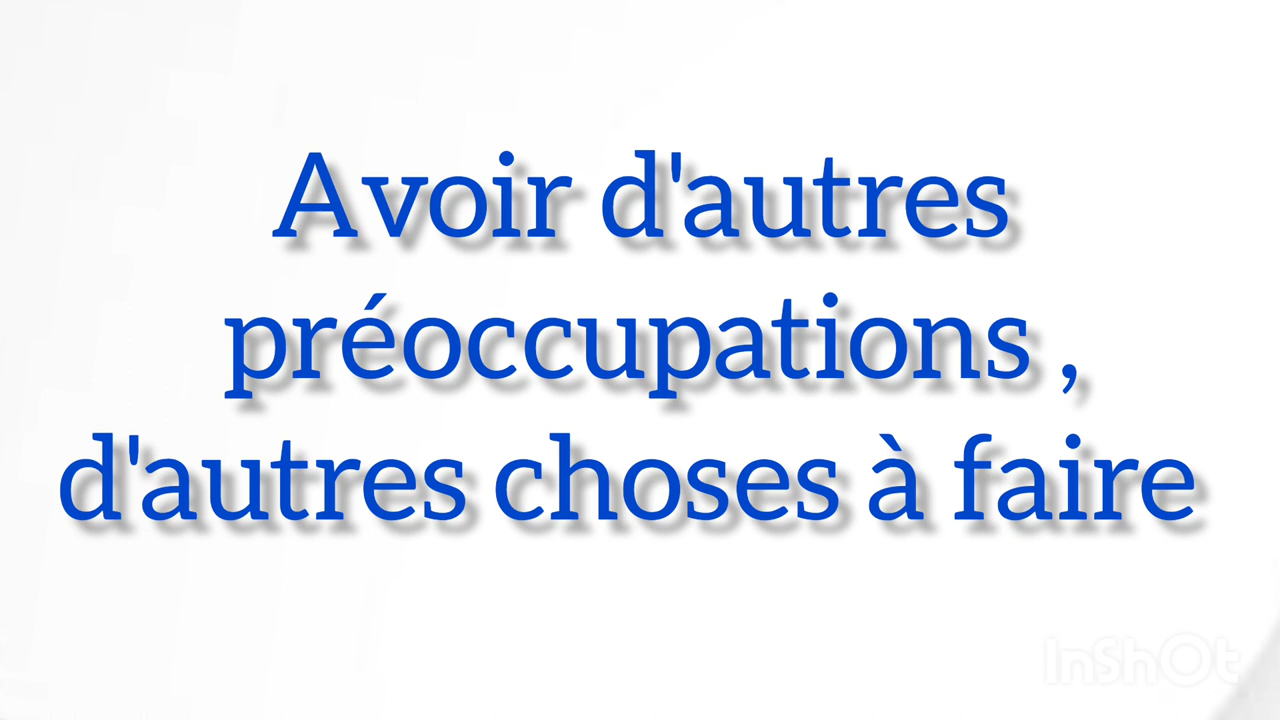 Avoir d'autres
préoccupations ,
d'autres choses à faire
InShOt